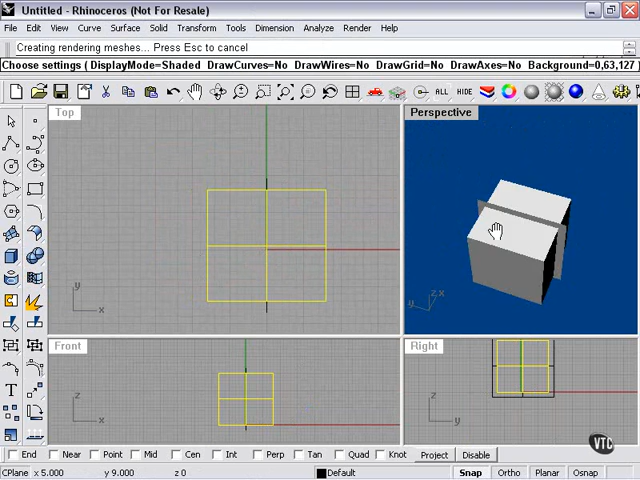 Untitled - Rhinoceros (Not For Resale)
File Edit View Curve Surface Solid Transform Tools Dimension Analyze Render Help
Creating rendering meshes... Press Esc to cancel
Choose settings ( DisplayMode=Shaded DrawCurves=No DrawWires=No DrawGrid=No DrawAxes=No Background=0,63,127
ALL HIDE
Top
Perspective
y
x
y z x
Front
Right
z
x
z
y
T
VTC
End Near Point Mid Cen Int Perp Tan Quad Knot Project Disable
CPlane x 5.000 y 9.000 z 0 Default Snap Ortho Planar Osnap